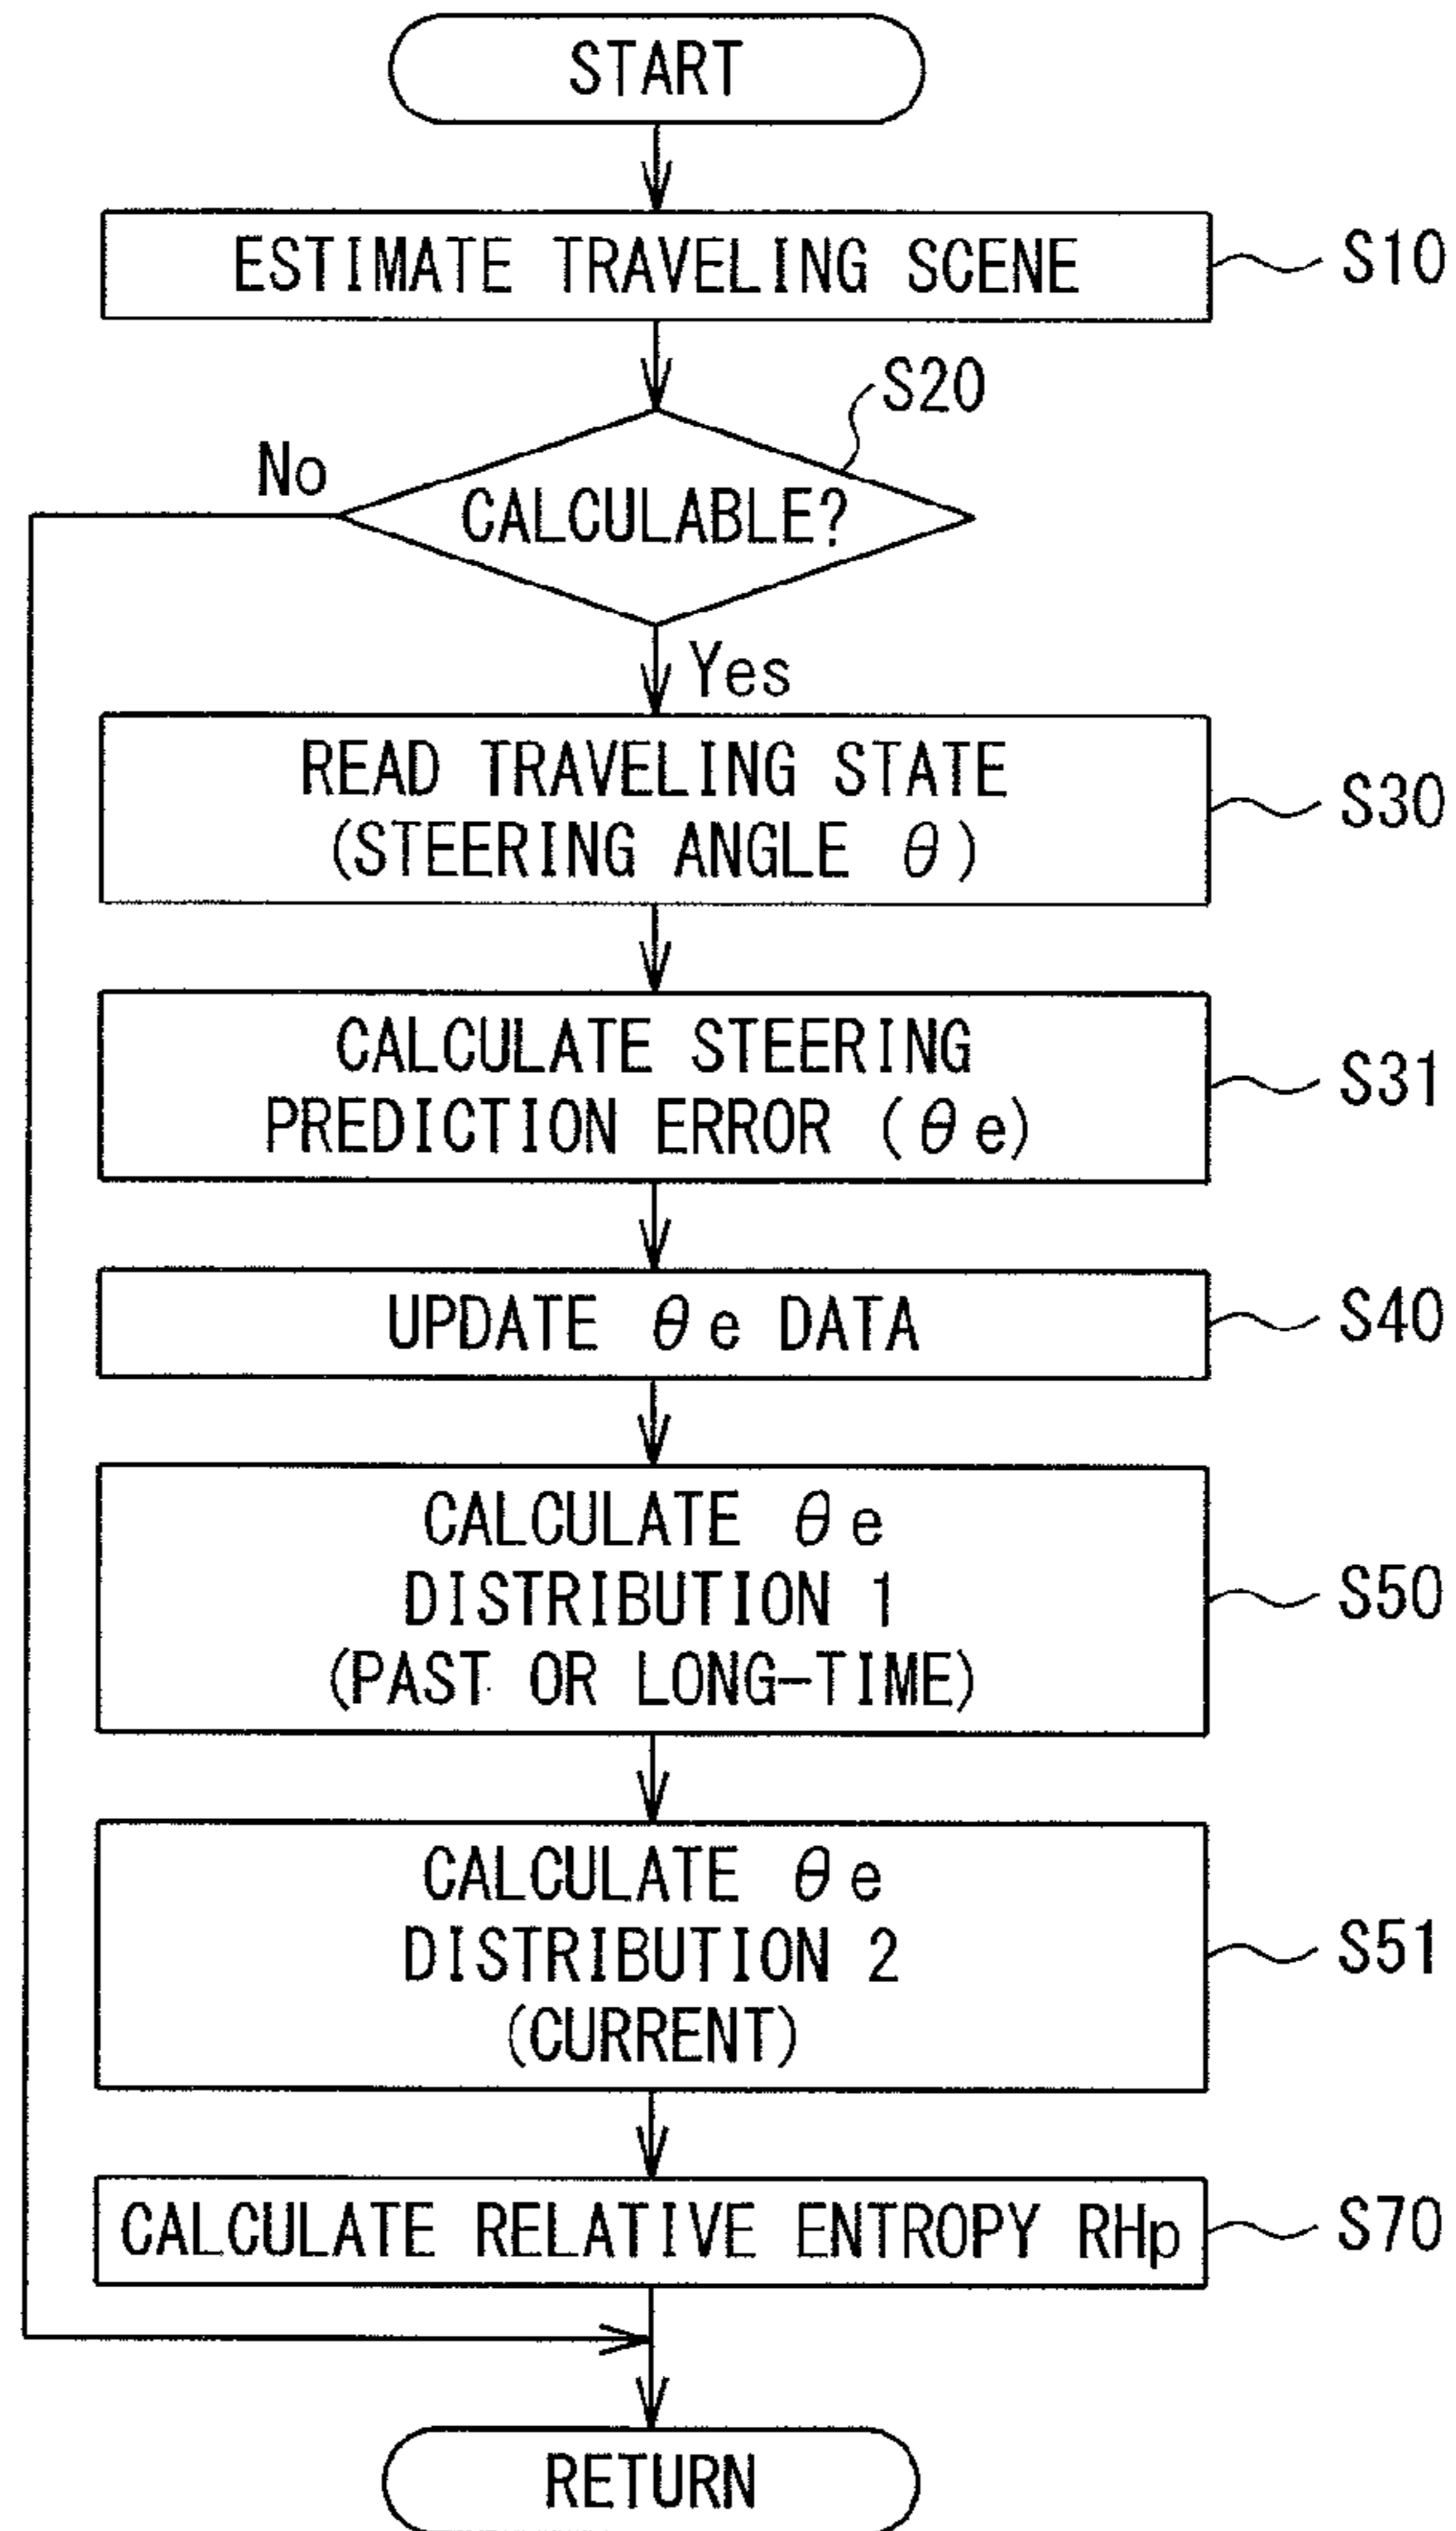 START
ESTIMATE TRAVELING SCENE
S10
S20
No
CALCULABLE?
Yes
READ TRAVELING STATE
(STEERING ANGLE θ)
S30
CALCULATE STEERING
PREDICTION ERROR (θe)
S31
UPDATE θe DATA
S40
CALCULATE θe
DISTRIBUTION 1
(PAST OR LONG-TIME)
S50
CALCULATE θe
DISTRIBUTION 2
(CURRENT)
S51
CALCULATE RELATIVE ENTROPY RHp
S70
RETURN